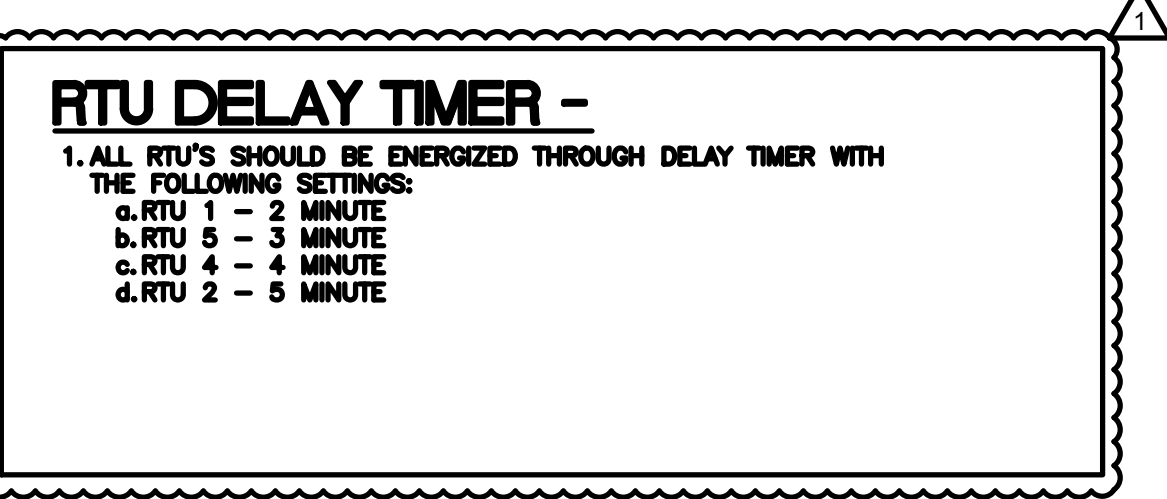 1
RTU DELAY TIMER -
1. ALL RTU'S SHOULD BE ENERGIZED THROUGH DELAY TIMER WITH
THE FOLLOWING SETTINGS:
a. RTU 1 - 2 MINUTE
b. RTU 5 - 3 MINUTE
c. RTU 4 - 4 MINUTE
d. RTU 2 - 5 MINUTE